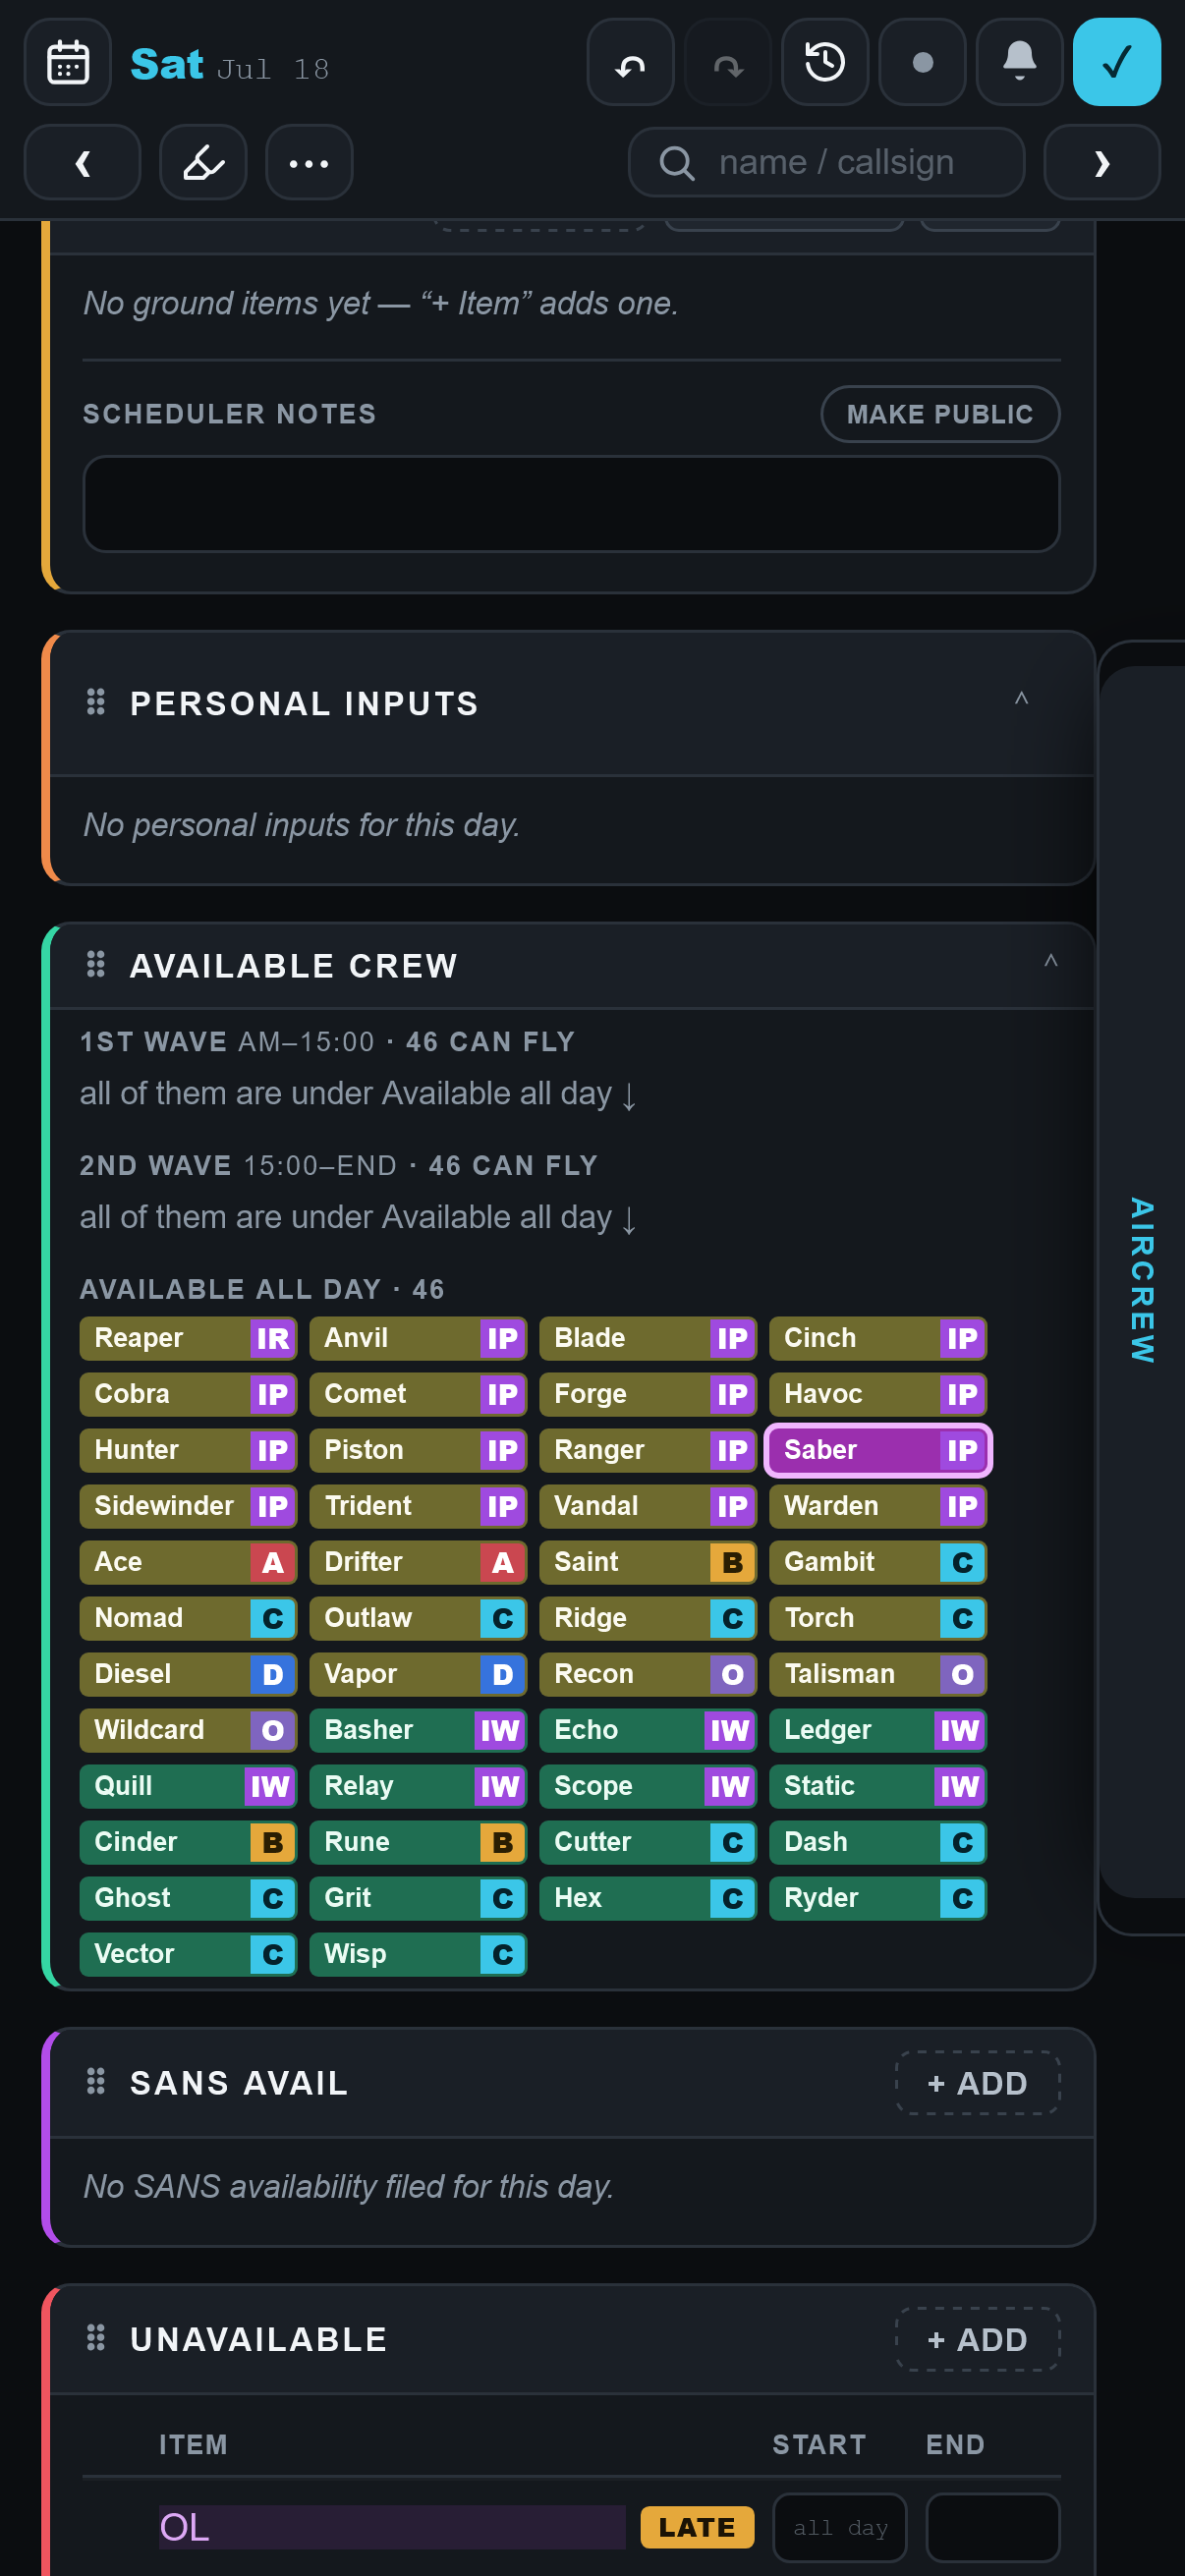 Sat Jul 18
name / callsign
No ground items yet — “+ Item” adds one.
SCHEDULER NOTES MAKE PUBLIC
PERSONAL INPUTS
No personal inputs for this day.
AVAILABLE CREW
1ST WAVE AM–15:00 · 46 CAN FLY
all of them are under Available all day ↓
2ND WAVE 15:00–END · 46 CAN FLY
all of them are under Available all day ↓
AIRCREW
AVAILABLE ALL DAY · 46
Reaper IR Anvil IP Blade IP Cinch IP
Cobra IP Comet IP Forge IP Havoc IP
Hunter IP Piston IP Ranger IP Saber IP
Sidewinder IP Trident IP Vandal IP Warden IP
Ace A Drifter A Saint B Gambit C
Nomad C Outlaw C Ridge C Torch C
Diesel D Vapor D Recon O Talisman O
Wildcard O Basher IW Echo IW Ledger IW
Quill IW Relay IW Scope IW Static IW
Cinder B Rune B Cutter C Dash C
Ghost C Grit C Hex C Ryder C
Vector C Wisp C
SANS AVAIL + ADD
No SANS availability filed for this day.
UNAVAILABLE + ADD
ITEM START END
OL LATE all day